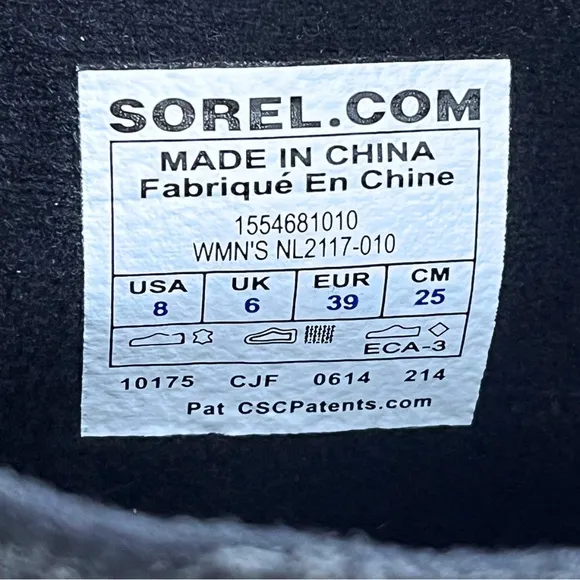 SOREL.COM
MADE IN CHINA
Fabriqué En Chine
1554681010
WMN'S NL2117-010
USA UK EUR CM
8 6 39 25
ECA-3
10175 CJF 0614 214
Pat CSCPatents.com